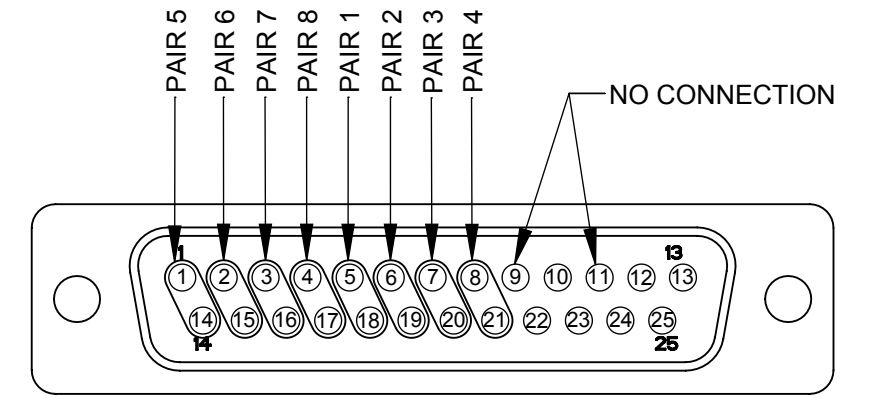 PAIR 5
PAIR 6
PAIR 7
PAIR 8
PAIR 1
PAIR 2
PAIR 3
PAIR 4
NO CONNECTION
1 13
1 2 3 4 5 6 7 8 9 10 11 12 13
14 15 16 17 18 19 20 21 22 23 24 25
14 25